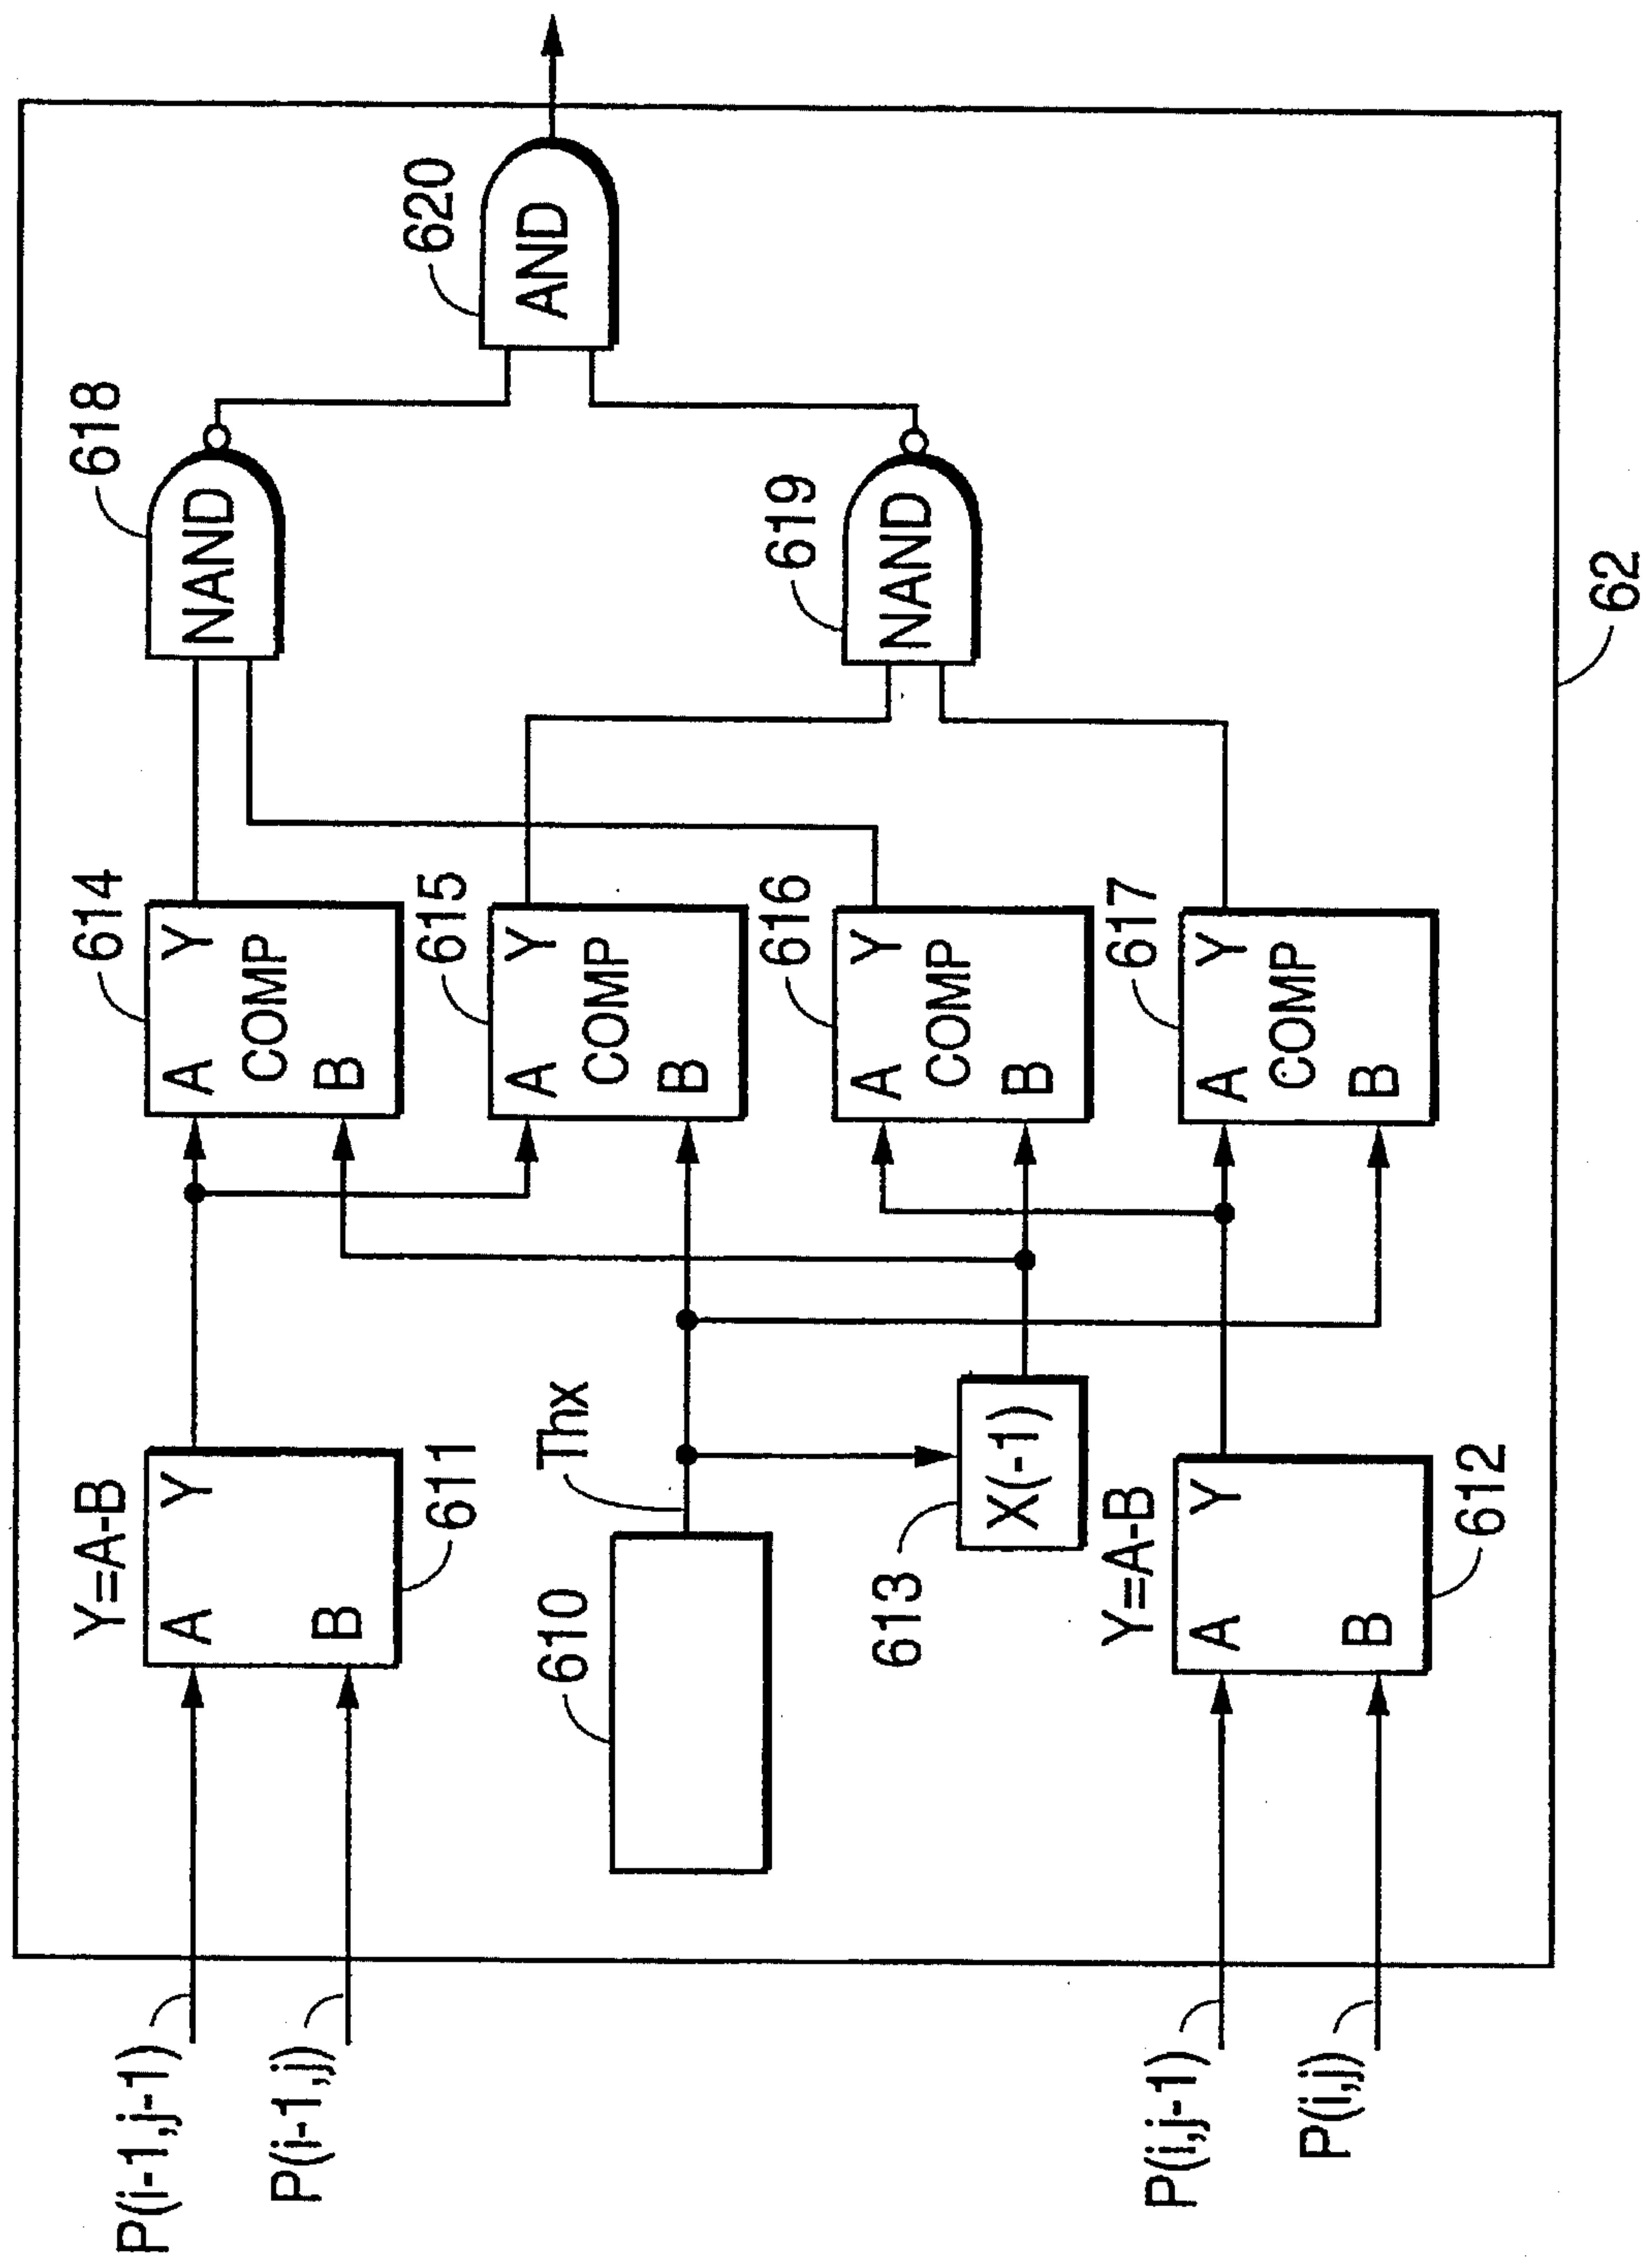 P(i-1,j-1)
P(i-1,j)
P(i,j-1)
P(i,j)
Y=A-B
A Y
B
611
610
Thx
613
X(-1)
Y=A-B
A Y
B
612
614
A Y
COMP
B
615
A Y
COMP
B
616
A Y
COMP
B
617
A Y
COMP
B
618
NAND
619
NAND
620
AND
62